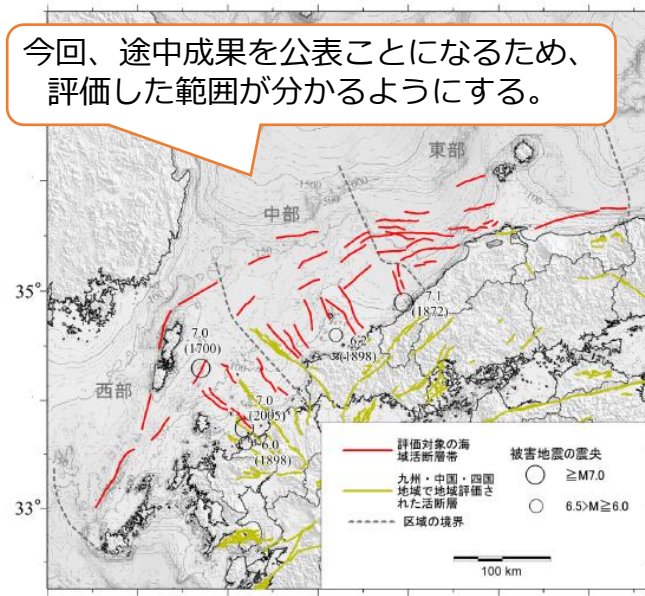 今回、途中成果を公表ことになるため、
評価した範囲が分かるようにする。
東部
中部
35°
7.1
(1872)
7.0
(1700)
6.2
(1898)
西部
7.0
(2005)
6.0
(1898)
33°
評価対象の海
域活断層帯
九州・中国・四国
地域で地域評価さ
れた活断層
区域の境界
被害地震の震央
≧M7.0
6.5>M≧6.0
100 km